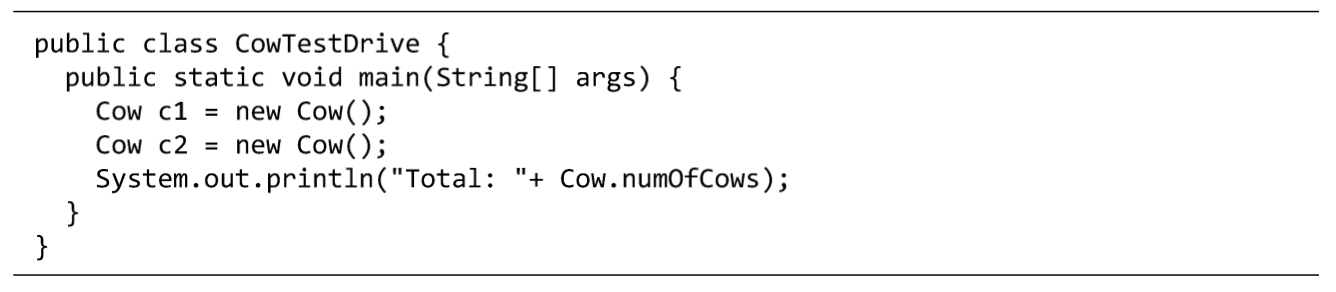 public class CowTestDrive {
  public static void main(String[] args) {
    Cow c1 = new Cow();
    Cow c2 = new Cow();
    System.out.println("Total: "+ Cow.numOfCows);
  }
}